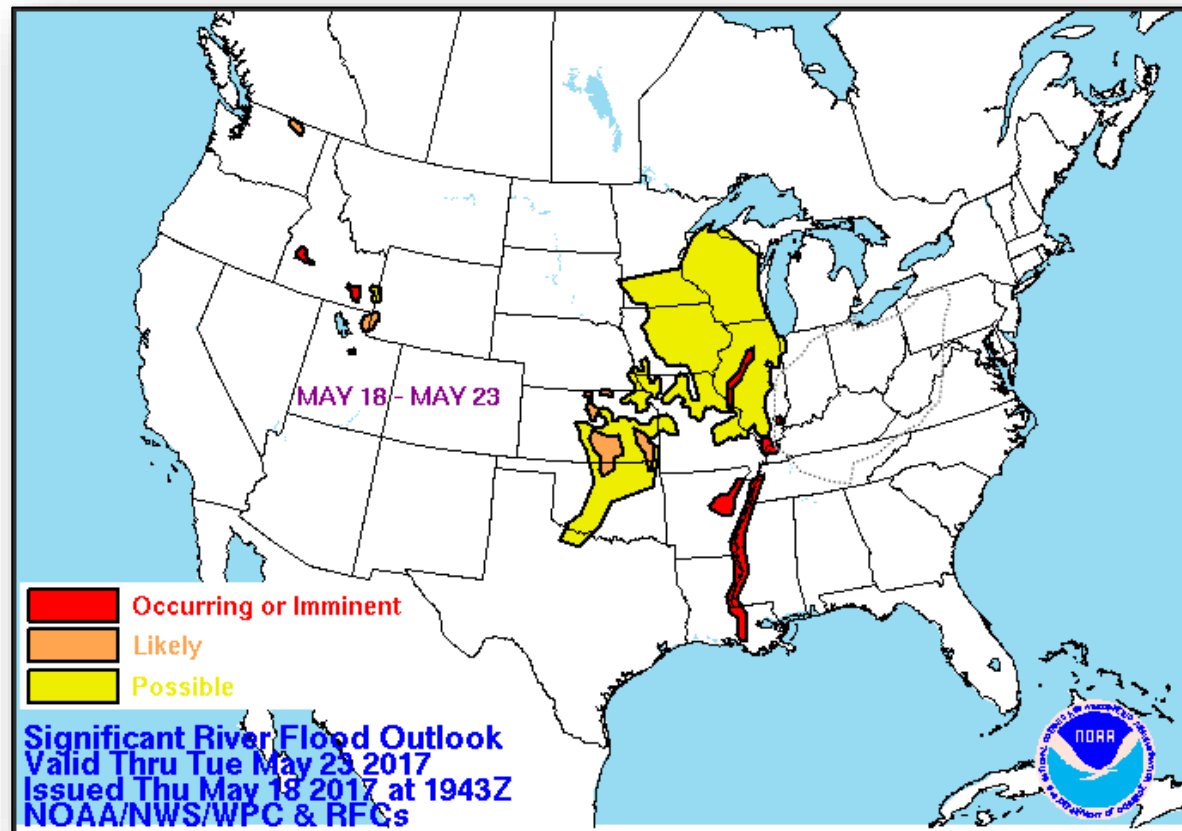 MAY 18 - MAY 23
Occurring or Imminent
Likely
Possible
Significant River Flood Outlook
Valid Thru Tue May 23 2017
Issued Thu May 18 2017 at 1943Z
NOAA/NWS/WPC & RFCs
NOAA